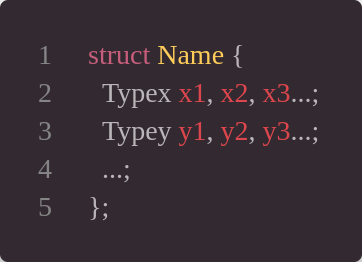 1 struct Name {
2 Typex x1, x2, x3...;
3 Typey y1, y2, y3...;
4 ...;
5 };